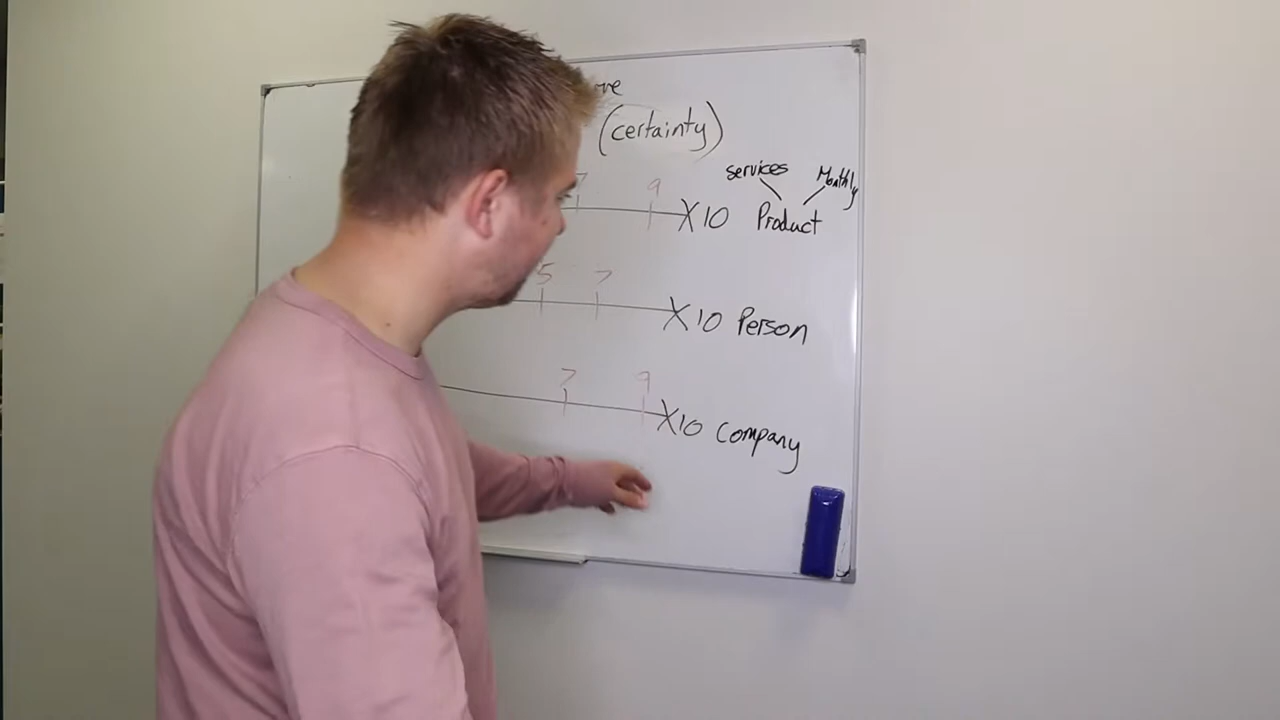 (certainty)
services Monthly
7 9
X10 Product
5 7
X10 Person
7 9
X10 Company